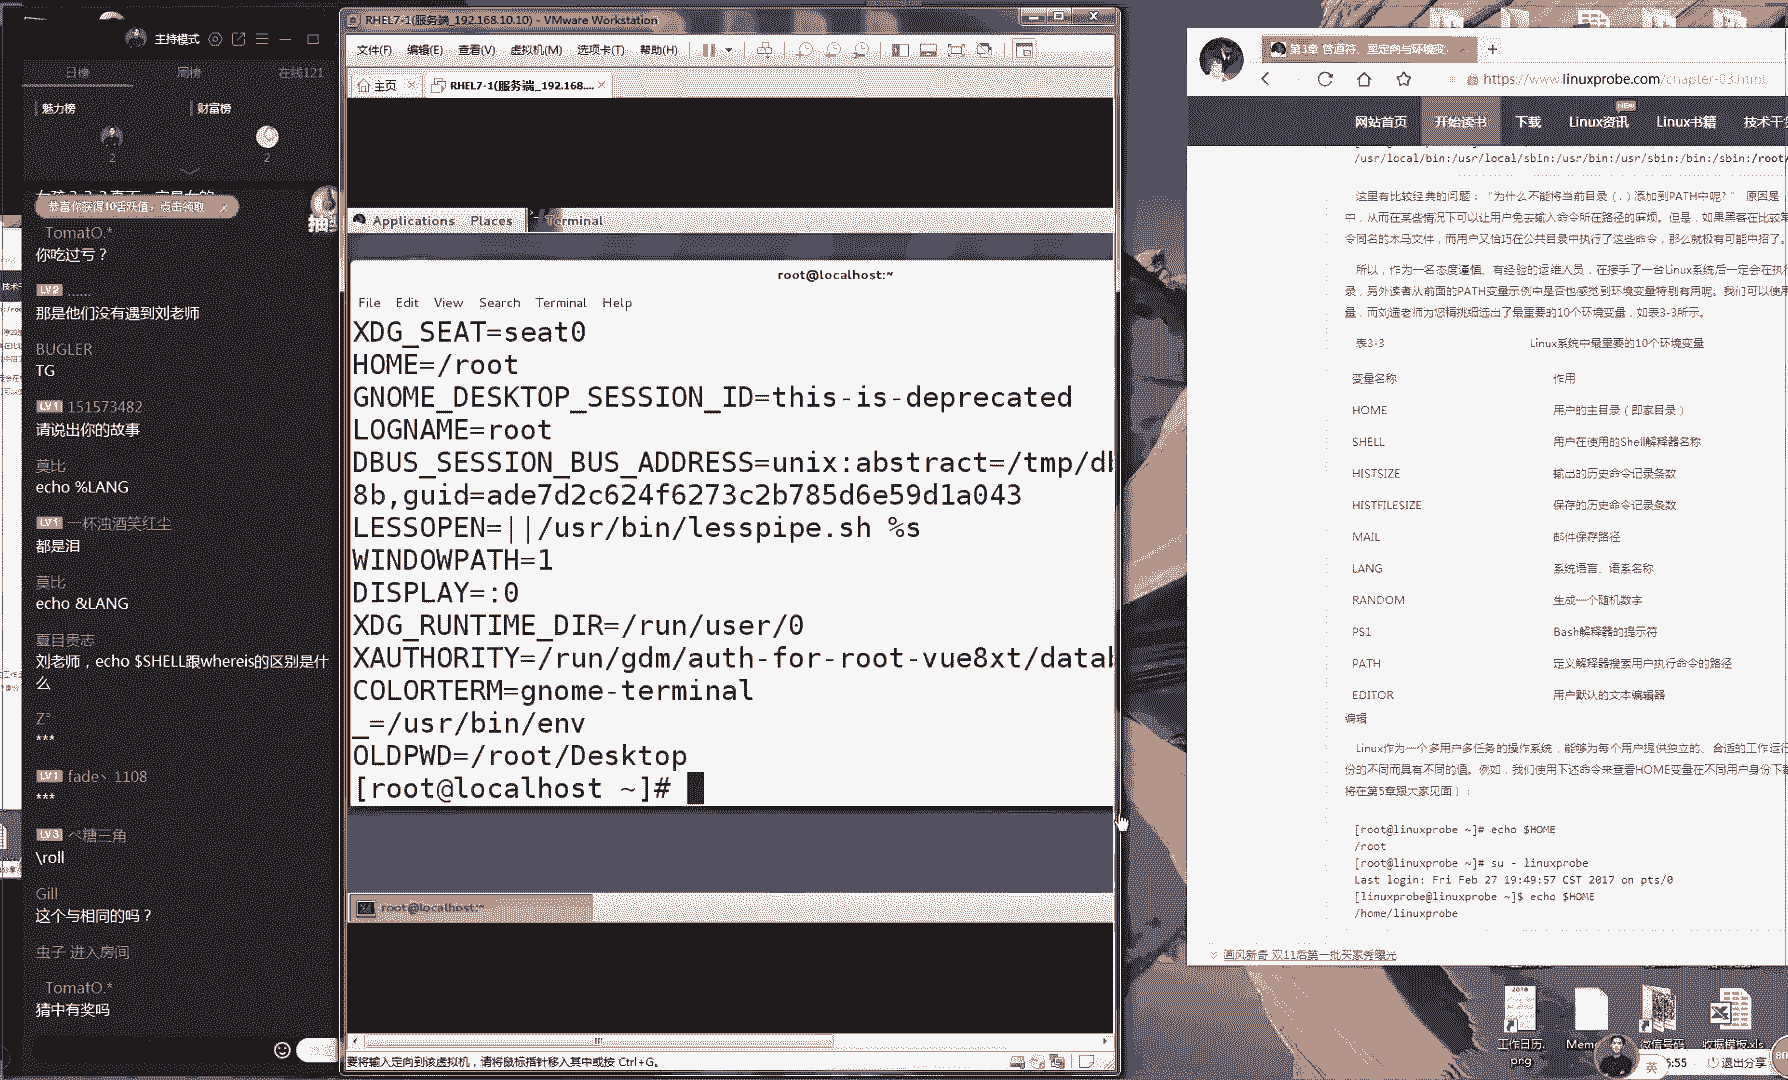 主持模式
日榜 周榜 在线121
魅力榜 财富榜
2 2
恭喜你获得10活跃值，点击领取
TomatO.*
你吃过亏？
LV2 ......
那是他们没有遇到刘老师
BUGLER
TG
LV1 151573482
请说出你的故事
莫比
echo %LANG
LV1 一杯浊酒笑红尘
都是泪
莫比
echo &LANG
夏目贵志
刘老师，echo $SHELL跟whereis的区别是什
么
Z°
***
LV1 fade丶1108
***
LV3 ぺ糖三角
\roll
Gill
这个与相同的吗？
虫子 进入房间
TomatO.*
猜中有奖吗
RHEL7-1(服务端_192.168.10.10) - VMware Workstation
文件(F) 编辑(E) 查看(V) 虚拟机(M) 选项卡(T) 帮助(H)
主页 RHEL7-1(服务端_192.168....
Applications Places Terminal
root@localhost:~
File Edit View Search Terminal Help
XDG_SEAT=seat0
HOME=/root
GNOME_DESKTOP_SESSION_ID=this-is-deprecated
LOGNAME=root
DBUS_SESSION_BUS_ADDRESS=unix:abstract=/tmp/db
8b,guid=ade7d2c624f6273c2b785d6e59d1a043
LESSOPEN=||/usr/bin/lesspipe.sh %s
WINDOWPATH=1
DISPLAY=:0
XDG_RUNTIME_DIR=/run/user/0
XAUTHORITY=/run/gdm/auth-for-root-vue8xt/datab
COLORTERM=gnome-terminal
_=/usr/bin/env
OLDPWD=/root/Desktop
[root@localhost ~]#
root@localhost:~
要将输入定向到该虚拟机，请将鼠标指针移入其中或按 Ctrl+G。
第3章 管道符、重定向与环境变
https://www.linuxprobe.com/chapter-03.html
网站首页 开始读书 下载 Linux资讯 NEW Linux书籍 技术干
/usr/local/bin:/usr/local/sbin:/usr/bin:/usr/sbin:/bin:/sbin:/root/
这里有比较经典的问题：“为什么不能将当前目录（.）添加到PATH中呢?” 原因是
中，从而在某些情况下可以让用户免去输入命令所在路径的麻烦。但是，如果黑客在比较常
令同名的木马文件，而用户又恰巧在公共目录中执行了这些命令，那么就极有可能中招了。
所以，作为一名态度谨慎、有经验的运维人员，在接手了一台Linux系统后一定会在执行
录，另外读者从前面的PATH变量示例中是否也感觉到环境变量特别有用呢。我们可以使用
量，而刘遄老师为您精挑细选出了最重要的10个环境变量，如表3-3所示。
表3-3 Linux系统中最重要的10个环境变量
变量名称 作用
HOME 用户的主目录（即家目录）
SHELL 用户在使用的Shell解释器名称
HISTSIZE 输出的历史命令记录条数
HISTFILESIZE 保存的历史命令记录条数
MAIL 邮件保存路径
LANG 系统语言、语系名称
RANDOM 生成一个随机数字
PS1 Bash解释器的提示符
PATH 定义解释器搜索用户执行命令的路径
EDITOR 用户默认的文本编辑器
编辑
Linux作为一个多用户多任务的操作系统，能够为每个用户提供独立的、合适的工作运行
份的不同而具有不同的值。例如，我们使用下述命令来查看HOME变量在不同用户身份下都
将在第5章跟大家见面）：
[root@linuxprobe ~]# echo $HOME
/root
[root@linuxprobe ~]# su - linuxprobe
Last login: Fri Feb 27 19:49:57 CST 2017 on pts/0
[linuxprobe@linuxprobe ~]$ echo $HOME
/home/linuxprobe
画风新奇 双11后第一批买家秀曝光
工作日历.
png
微信号码
收据模板.xls
英
5:55
退出分享